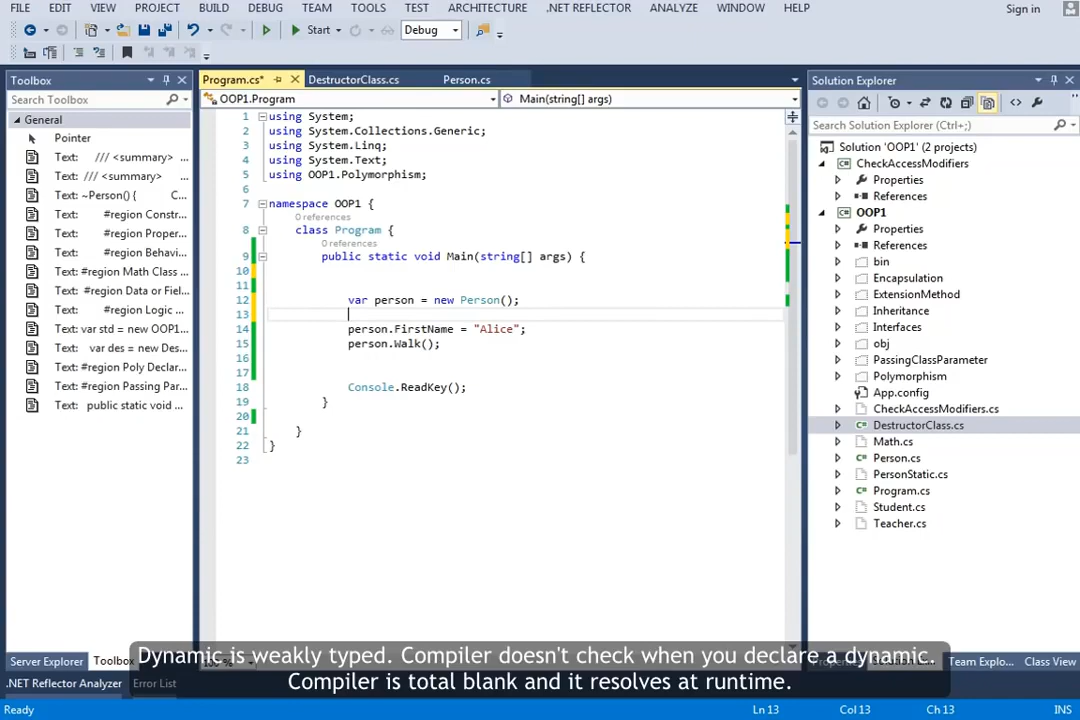 FILE EDIT VIEW PROJECT BUILD DEBUG TEAM TOOLS TEST ARCHITECTURE .NET REFLECTOR ANALYZE WINDOW HELP Sign in
Start Debug
Toolbox
Search Toolbox
General
Pointer
Text: /// <summary> ...
Text: /// <summary> ...
Text: ~Person() { C...
Text: #region Constr...
Text: #region Proper...
Text: #region Behavi...
Text: #region Math Class ...
Text: #region Data or Fiel...
Text: #region Logic ...
Text: var std = new OOP1...
Text: var des = new Des...
Text: #region Poly Declar...
Text: #region Passing Par...
Text: public static void ...
Server Explorer Toolbox
.NET Reflector Analyzer Error List
Program.cs* DestructorClass.cs Person.cs
OOP1.Program Main(string[] args)
1 using System;
2 using System.Collections.Generic;
3 using System.Linq;
4 using System.Text;
5 using OOP1.Polymorphism;
6
7 namespace OOP1 {
0 references
8 class Program {
0 references
9 public static void Main(string[] args) {
10
11
12 var person = new Person();
13
14 person.FirstName = "Alice";
15 person.Walk();
16
17
18 Console.ReadKey();
19 }
20
21 }
22 }
23
Solution Explorer
Search Solution Explorer (Ctrl+;)
Solution 'OOP1' (2 projects)
CheckAccessModifiers
Properties
References
OOP1
Properties
References
bin
Encapsulation
ExtensionMethod
Inheritance
Interfaces
obj
PassingClassParameter
Polymorphism
App.config
CheckAccessModifiers.cs
DestructorClass.cs
Math.cs
Person.cs
PersonStatic.cs
Program.cs
Student.cs
Teacher.cs
Team Explo... Class View
Dynamic is weakly typed. Compiler doesn't check when you declare a dynamic.
Compiler is total blank and it resolves at runtime.
Ready Ln 13 Col 13 Ch 13 INS